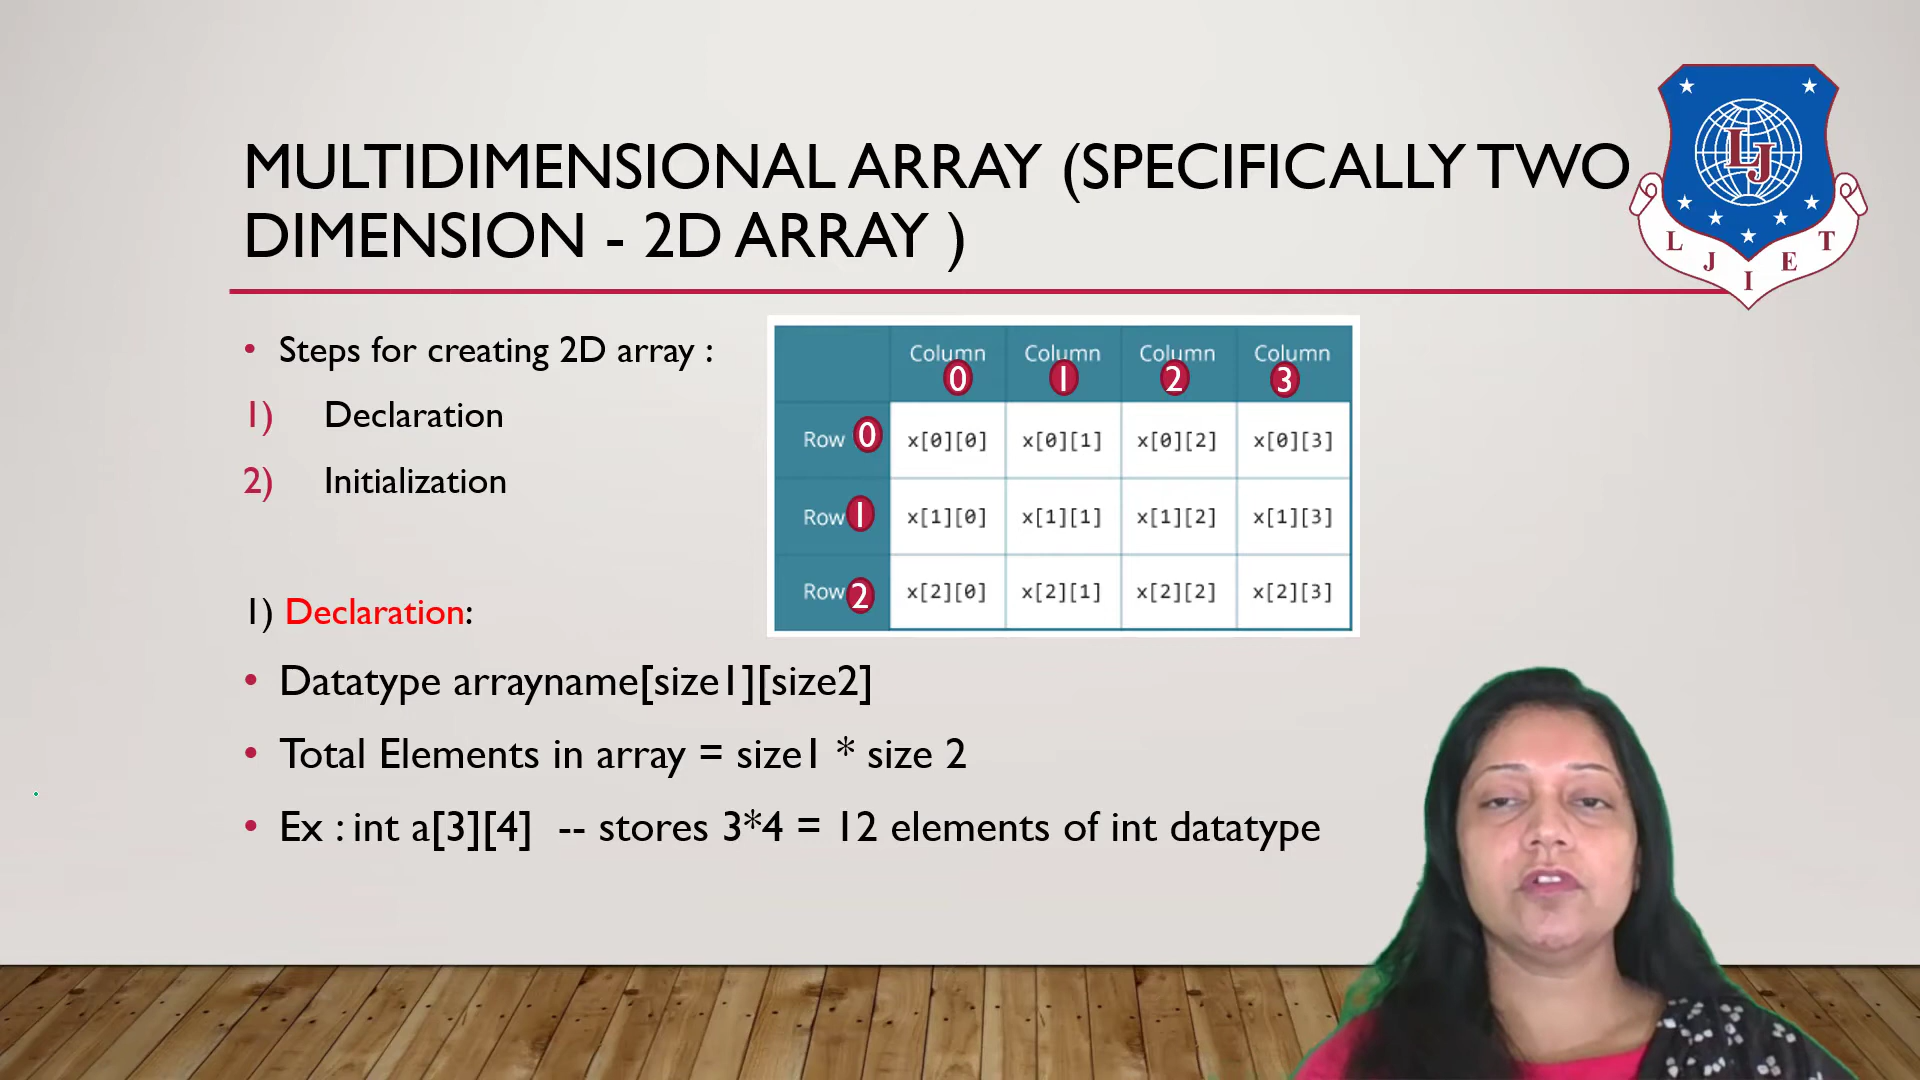 MULTIDIMENSIONAL ARRAY (SPECIFICALLY TWO
DIMENSION - 2D ARRAY )
L J
L J I E T
• Steps for creating 2D array :
1) Declaration
2) Initialization
Column 0 Column 1 Column 2 Column 3
Row 0 x[0][0] x[0][1] x[0][2] x[0][3]
Row 1 x[1][0] x[1][1] x[1][2] x[1][3]
Row 2 x[2][0] x[2][1] x[2][2] x[2][3]
1) Declaration:
• Datatype arrayname[size1][size2]
• Total Elements in array = size1 * size 2
• Ex : int a[3][4] -- stores 3*4 = 12 elements of int datatype